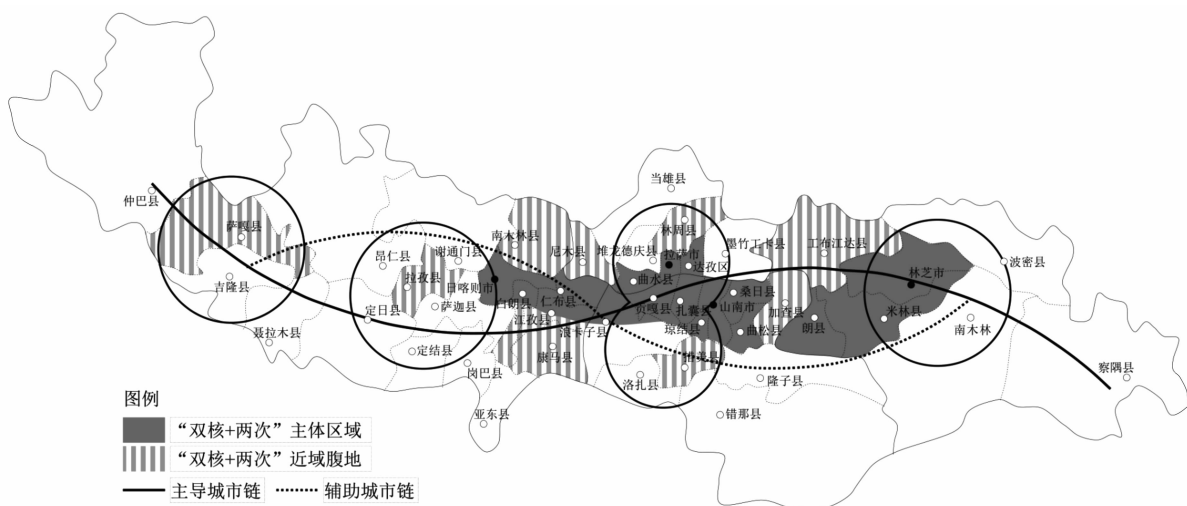 当雄县
仲巴县
萨嘎县
林周县
南木林县
尼木县
堆龙德庆县
墨竹工卡县
工布江达县
昂仁县
谢通门县
拉萨市
达孜区
波密县
吉隆县
拉孜县
日喀则市
曲水县
林芝市
白朗县
仁布县
贡嘎县
桑日县
定日县
萨迦县
江孜县
浪卡子县
扎囊县
山南市
加查县
朗县
米林县
南木林
聂拉木县
定结县
康马县
琼结县
曲松县
岗巴县
洛扎县
措美县
隆子县
察隅县
亚东县
错那县
图例
“双核+两次”主体区域
“双核+两次”近域腹地
主导城市链
辅助城市链